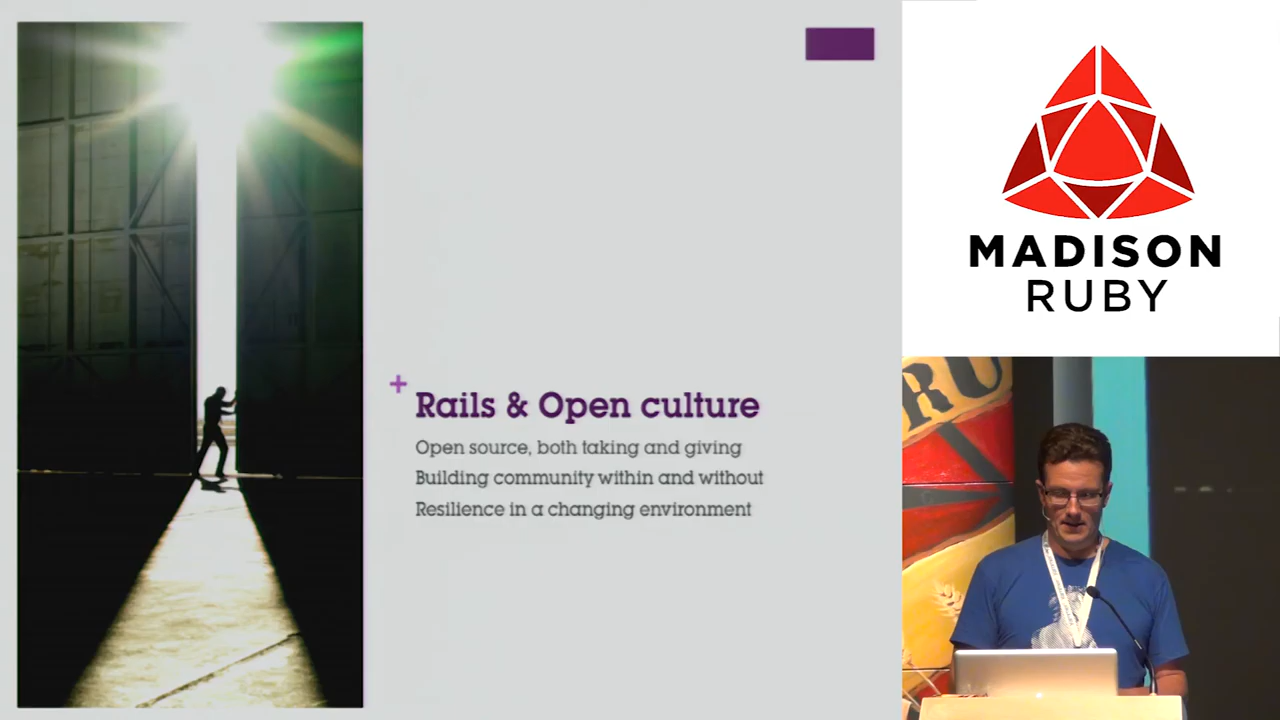 +
Rails & Open culture
Open source, both taking and giving
Building community within and without
Resilience in a changing environment
MADISON
RUBY
RU